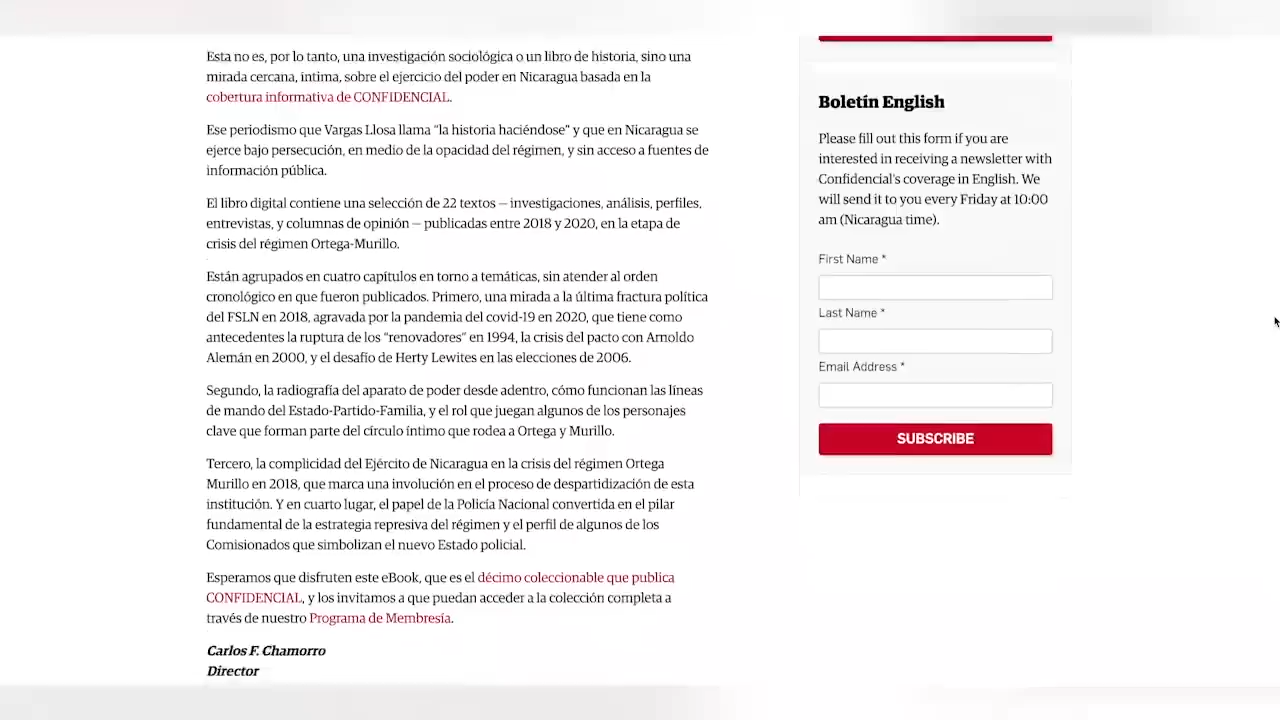 Esta no es, por lo tanto, una investigación sociológica o un libro de historia, sino una
mirada cercana, íntima, sobre el ejercicio del poder en Nicaragua basada en la
cobertura informativa de CONFIDENCIAL.
Ese periodismo que Vargas Llosa llama “la historia haciéndose” y que en Nicaragua se
ejerce bajo persecución, en medio de la opacidad del régimen, y sin acceso a fuentes de
información pública.
El libro digital contiene una selección de 22 textos — investigaciones, análisis, perfiles,
entrevistas, y columnas de opinión — publicadas entre 2018 y 2020, en la etapa de
crisis del régimen Ortega-Murillo.
Están agrupados en cuatro capítulos en torno a temáticas, sin atender al orden
cronológico en que fueron publicados. Primero, una mirada a la última fractura política
del FSLN en 2018, agravada por la pandemia del covid-19 en 2020, que tiene como
antecedentes la ruptura de los “renovadores” en 1994, la crisis del pacto con Arnoldo
Alemán en 2000, y el desafío de Herty Lewites en las elecciones de 2006.
Segundo, la radiografía del aparato de poder desde adentro, cómo funcionan las líneas
de mando del Estado-Partido-Familia, y el rol que juegan algunos de los personajes
clave que forman parte del círculo íntimo que rodea a Ortega y Murillo.
Tercero, la complicidad del Ejército de Nicaragua en la crisis del régimen Ortega
Murillo en 2018, que marca una involución en el proceso de despartidización de esta
institución. Y en cuarto lugar, el papel de la Policía Nacional convertida en el pilar
fundamental de la estrategia represiva del régimen y el perfil de algunos de los
Comisionados que simbolizan el nuevo Estado policial.
Esperamos que disfruten este eBook, que es el décimo coleccionable que publica
CONFIDENCIAL, y los invitamos a que puedan acceder a la colección completa a
través de nuestro Programa de Membresía.
Carlos F. Chamorro
Director
Boletín English
Please fill out this form if you are
interested in receiving a newsletter with
Confidencial's coverage in English. We
will send it to you every Friday at 10:00
am (Nicaragua time).
First Name *
Last Name *
Email Address *
SUBSCRIBE